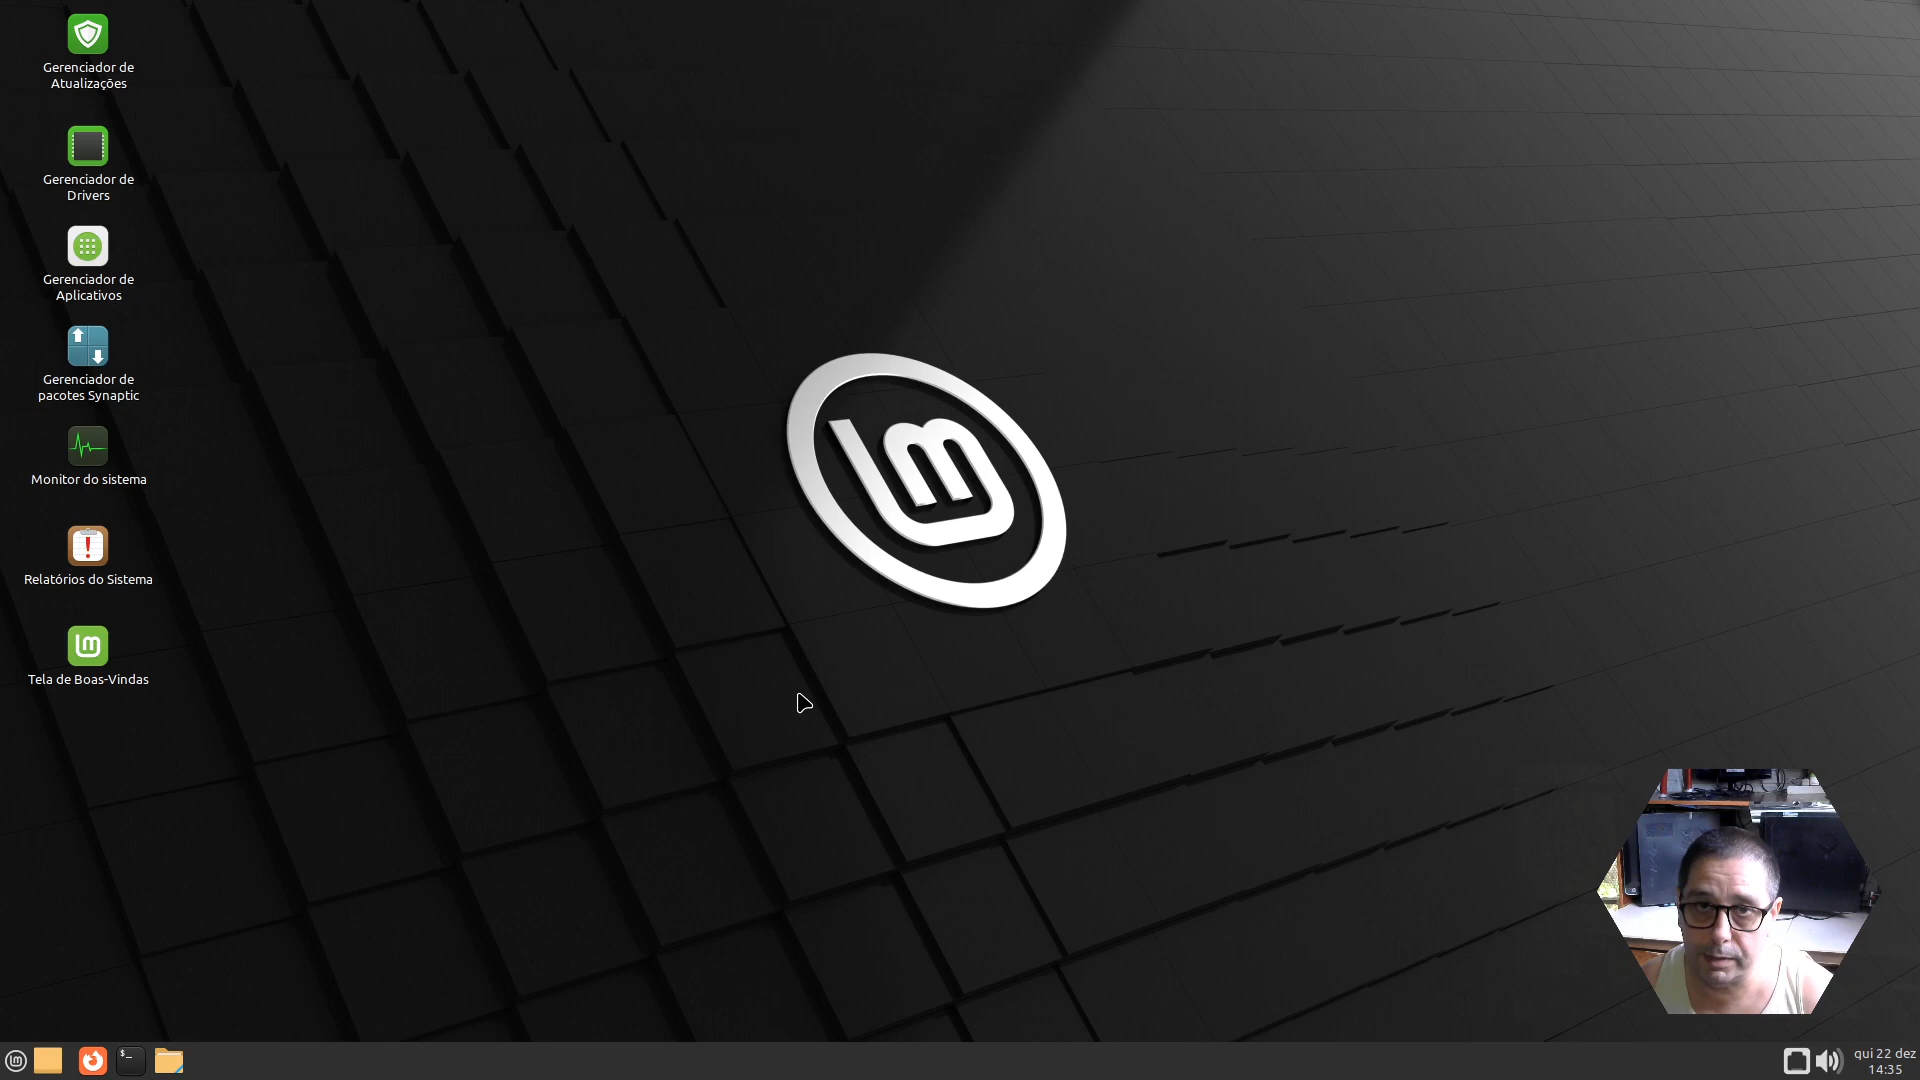 Gerenciador de
Atualizações
Gerenciador de
Drivers
Gerenciador de
Aplicativos
Gerenciador de
pacotes Synaptic
Monitor do sistema
Relatórios do Sistema
Tela de Boas-Vindas
$_
qui 22 dez
14:35